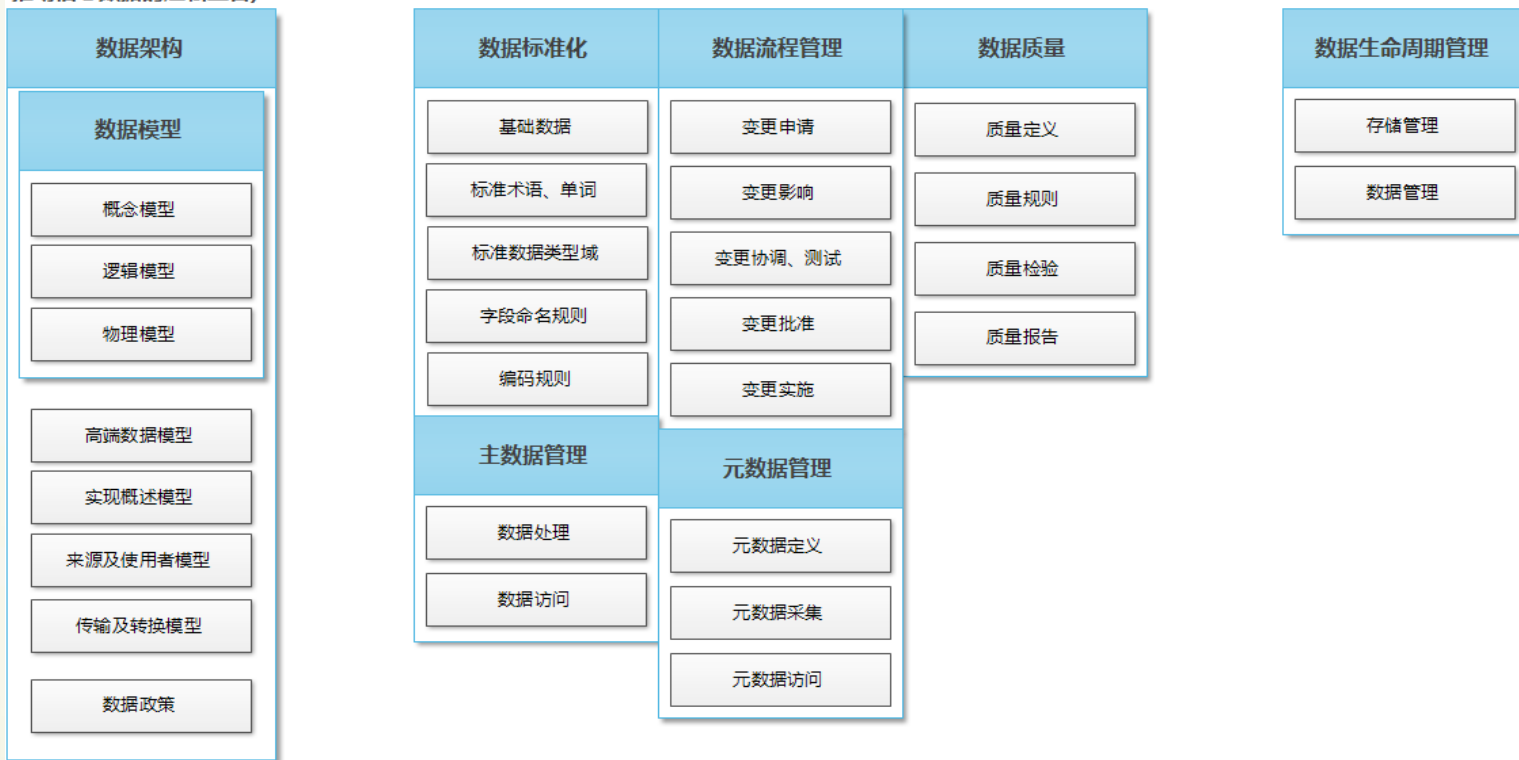 数据架构
数据模型
概念模型
逻辑模型
物理模型
高端数据模型
实现概述模型
来源及使用者模型
传输及转换模型
数据政策
数据标准化
基础数据
标准术语、单词
标准数据类型域
字段命名规则
编码规则
主数据管理
数据处理
数据访问
数据流程管理
变更申请
变更影响
变更协调、测试
变更批准
变更实施
元数据管理
元数据定义
元数据采集
元数据访问
数据质量
质量定义
质量规则
质量检验
质量报告
数据生命周期管理
存储管理
数据管理